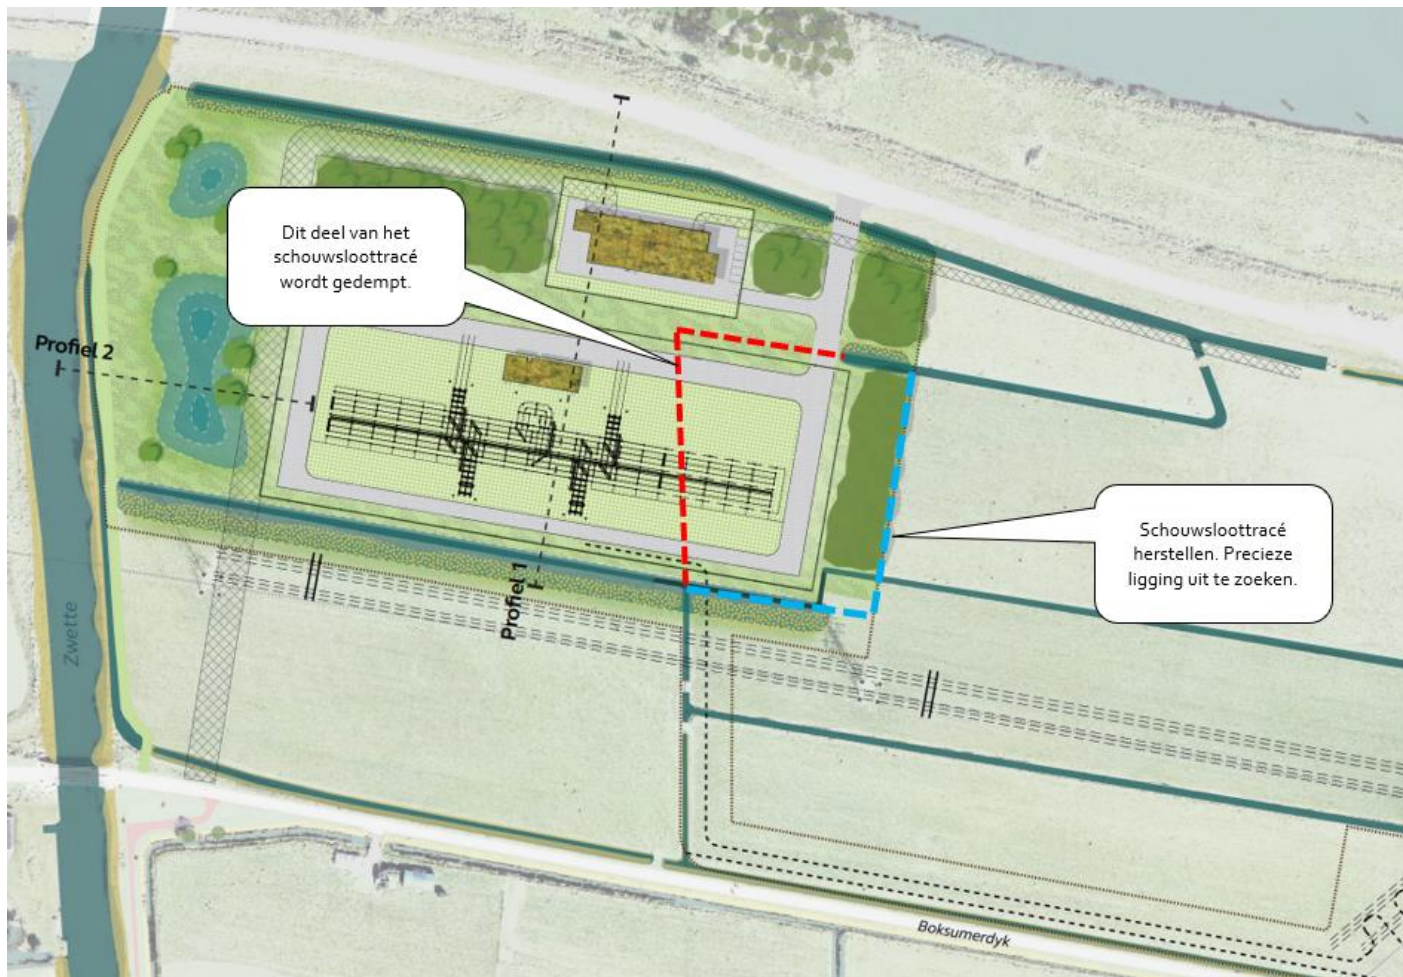 Dit deel van het
schouwsloottracé
wordt gedempt.
Profiel 2
Profiel 1
Zwette
Schouwsloottracé
herstellen. Precieze
ligging uit te zoeken.
Boksumerdyk